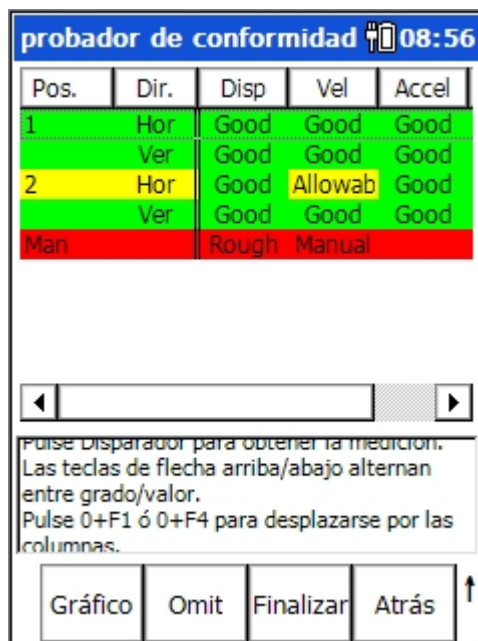 probador de conformidad 08:56
Pos. Dir. Disp Vel Accel
1 Hor Good Good Good
Ver Good Good Good
2 Hor Good Allowab Good
Ver Good Good Good
Man Rough Manual
Pulse Disparador para obtener la medición.
Las teclas de flecha arriba/abajo alternan
entre grado/valor.
Pulse 0+F1 ó 0+F4 para desplazarse por las
columnas.
Gráfico Omit Finalizar Atrás